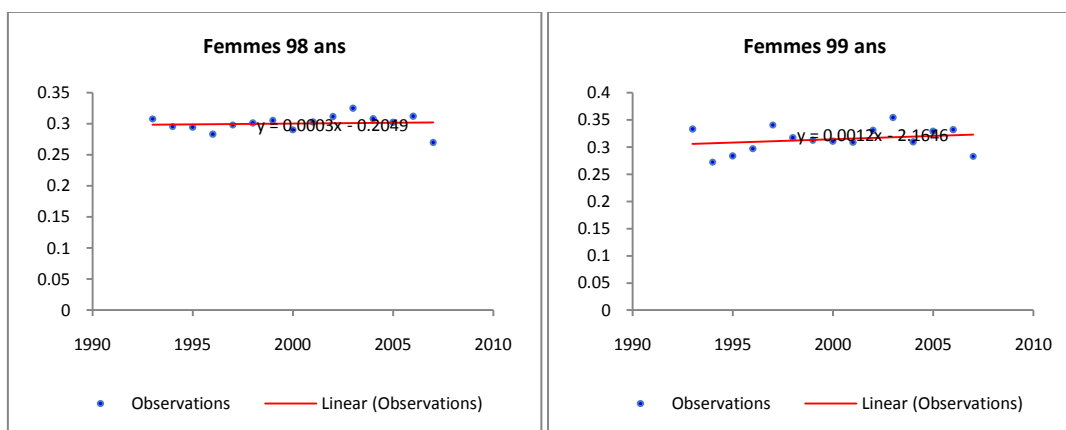 Femmes 98 ans
0.35
0.3
0.25
0.2
0.15
0.1
0.05
0
y = 0.0003x - 0.2049
1990 1995 2000 2005 2010
Observations Linear (Observations)
Femmes 99 ans
0.4
0.35
0.3
0.25
0.2
0.15
0.1
0.05
0
y = 0.0012x - 2.1646
1990 1995 2000 2005 2010
Observations Linear (Observations)